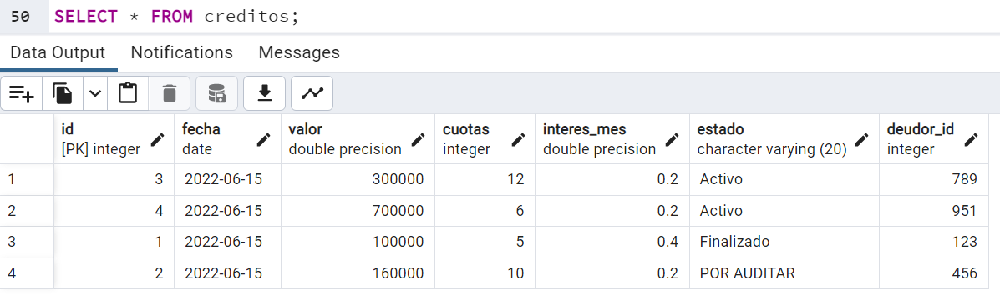 50 SELECT * FROM creditos;
Data Output Notifications Messages
id fecha valor cuotas interes_mes estado deudor_id
[PK] integer date double precision integer double precision character varying (20) integer
1 3 2022-06-15 300000 12 0.2 Activo 789
2 4 2022-06-15 700000 6 0.2 Activo 951
3 1 2022-06-15 100000 5 0.4 Finalizado 123
4 2 2022-06-15 160000 10 0.2 POR AUDITAR 456